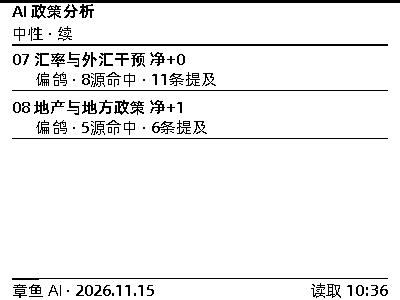 AI 政策分析
中性 · 续
07 汇率与外汇干预 净+0
偏鸽 · 8源命中 · 11条提及
08 地产与地方政策 净+1
偏鸽 · 5源命中 · 6条提及
章鱼 AI · 2026.11.15
读取 10:36